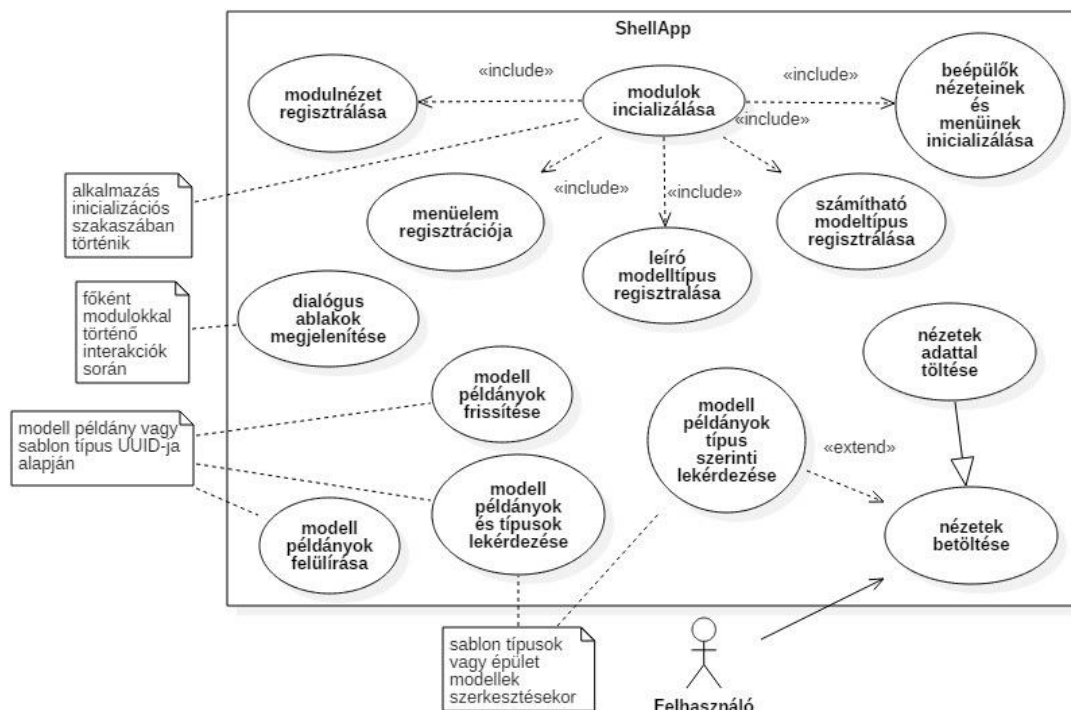 ShellApp
«include»
«include»
modulnézet
regisztrálása
modulok
incializálása
beépülők
nézeteinek
és
menüinek
inicializálása
«include»
alkalmazás
inicializációs
szakaszában
történik
«include»
«include»
menüelem
regisztrációja
számítható
modeltípus
regisztrálása
leíró
modelltípus
regisztralása
főként
modulokkal
történő
interakciók
során
dialógus
ablakok
megjelenítése
nézetek
adattal
töltése
modell
példányok
frissítése
modell
példányok
típus
szerinti
lekérdezése
modell példány vagy
sablon típus UUID-ja
alapján
«extend»
modell
példányok
és típusok
lekérdezése
modell
példányok
felülírása
nézetek
betöltése
sablon típusok
vagy épület
modellek
szerkesztésekor
Felhasználó